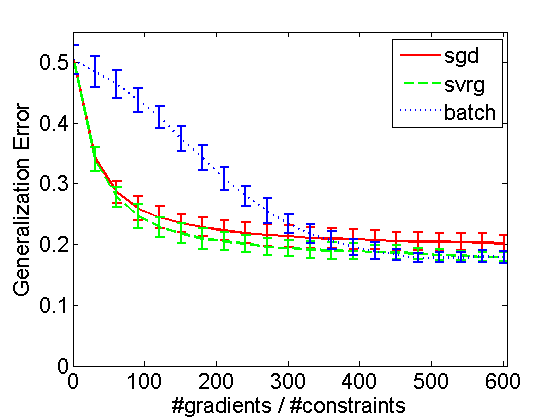 0.5
0.4
0.3
0.2
0.1
0
0 100 200 300 400 500 600
Generalization Error
#gradients / #constraints
sgd
svrg
batch